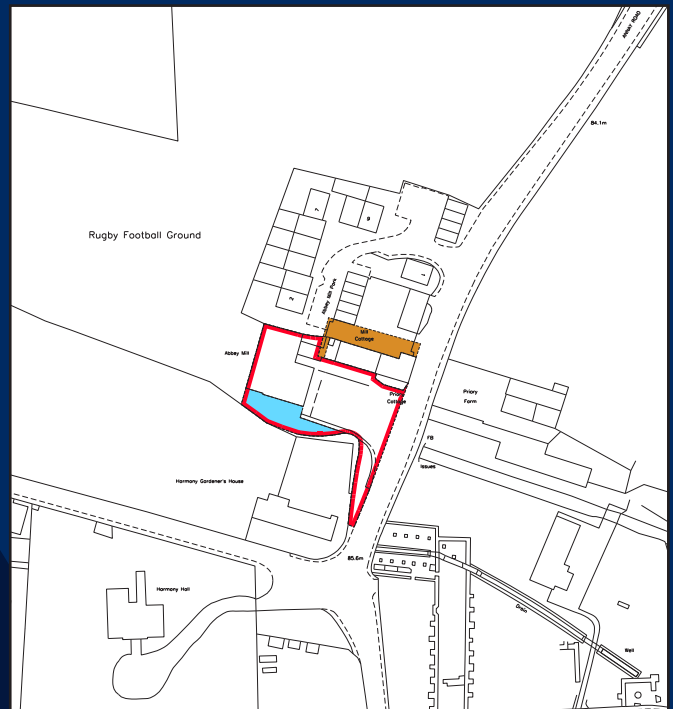 ANNAY ROAD
84.1m
Rugby Football Ground
7
9
2
1
Abbey Mill Park
Mill
Cottage
Abbey Mill
Priory
Cottage
Priory
Farm
FB
Issues
Harmony Gardener's House
85.6m
Harmony Hall
Drain
Well